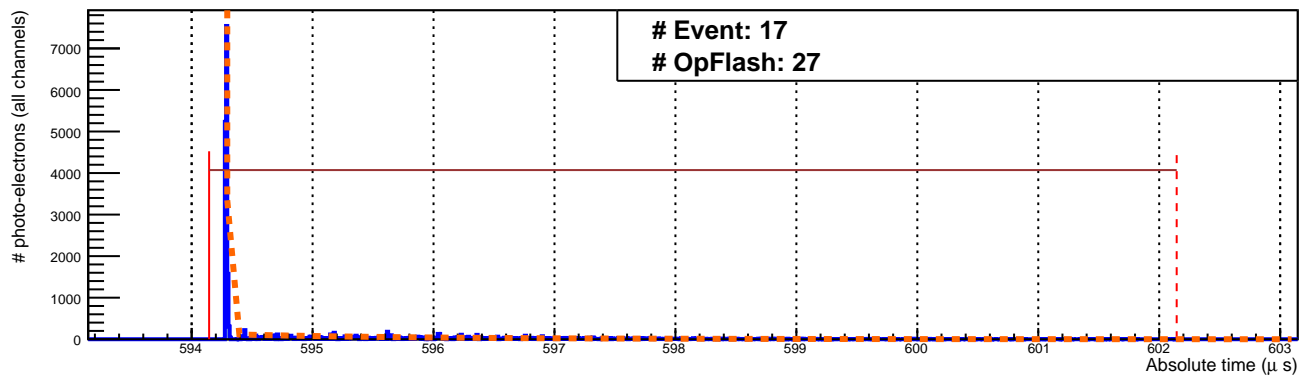 # Event: 17
# OpFlash: 27
# photo-electrons (all channels)
7000
6000
5000
4000
3000
2000
1000
0
594 595 596 597 598 599 600 601 602 603
Absolute time (μ s)